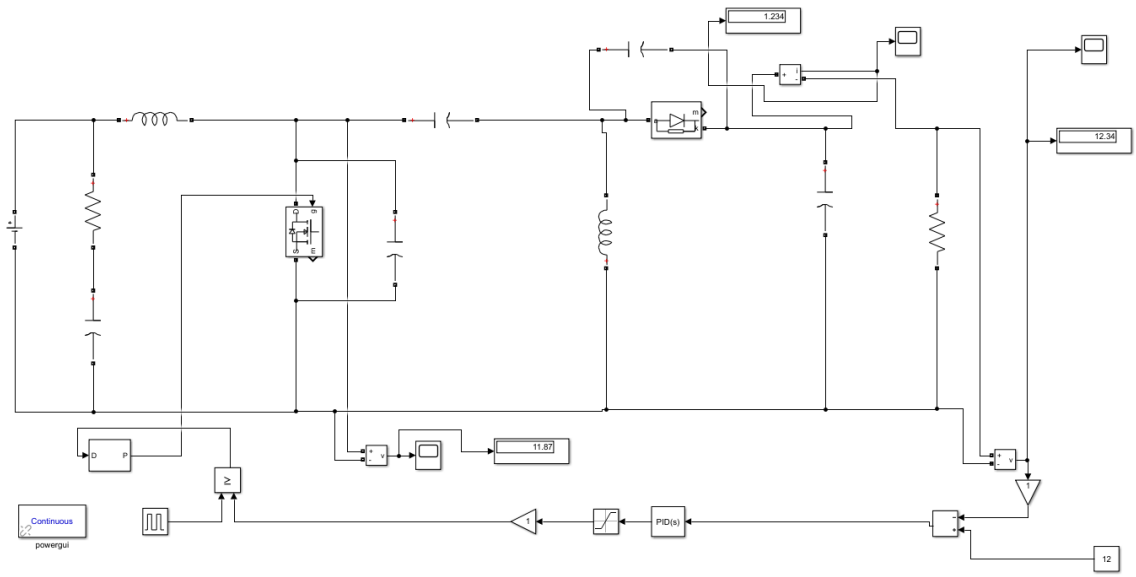 1.234
m
a
k
+
i
-
12.34
+
g
D
S
m
11.87
D
P
+
-
v
+
-
v
≥
1
1
PID(s)
-
+
12
Continuous
powergui